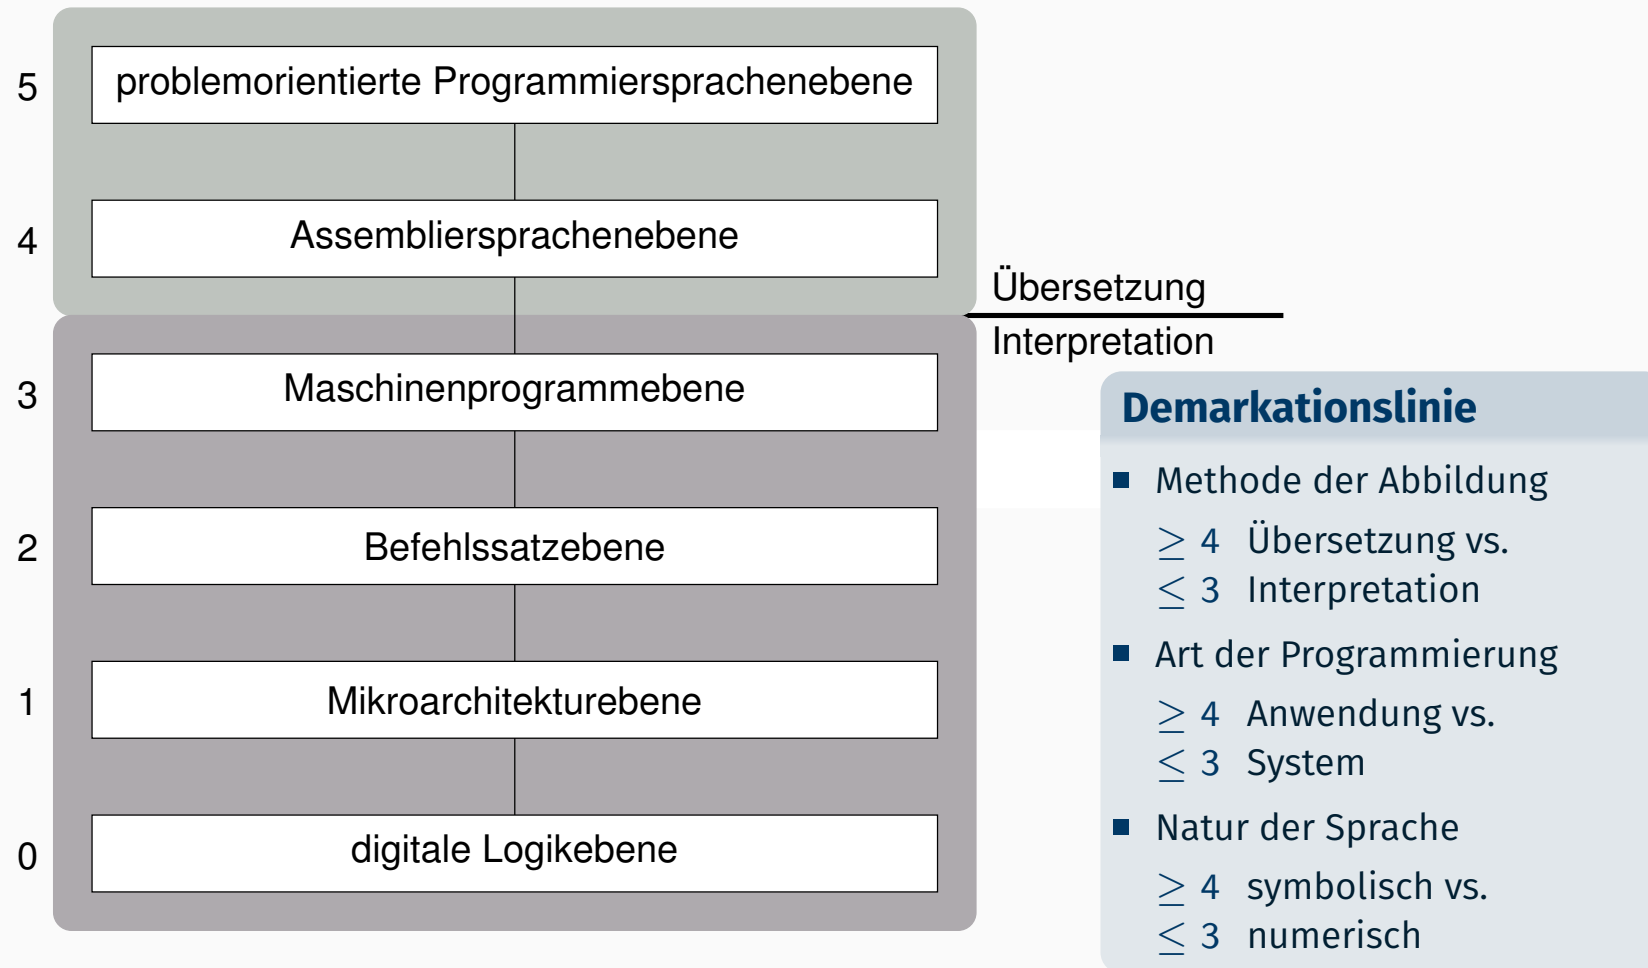 5 problemorientierte Programmiersprachenebene
4 Assembliersprachenebene
Übersetzung
Interpretation
3 Maschinenprogrammebene
2 Befehlssatzebene
1 Mikroarchitekturebene
0 digitale Logikebene
Demarkationslinie
■ Methode der Abbildung
≥ 4 Übersetzung vs.
≤ 3 Interpretation
■ Art der Programmierung
≥ 4 Anwendung vs.
≤ 3 System
■ Natur der Sprache
≥ 4 symbolisch vs.
≤ 3 numerisch